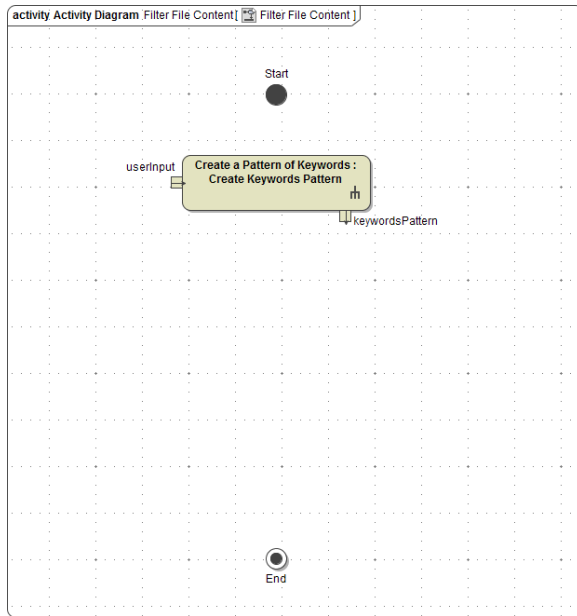 activity Activity Diagram Filter File Content[ Filter File Content ]
Start
userInput
Create a Pattern of Keywords :
Create Keywords Pattern
keywordsPattern
End